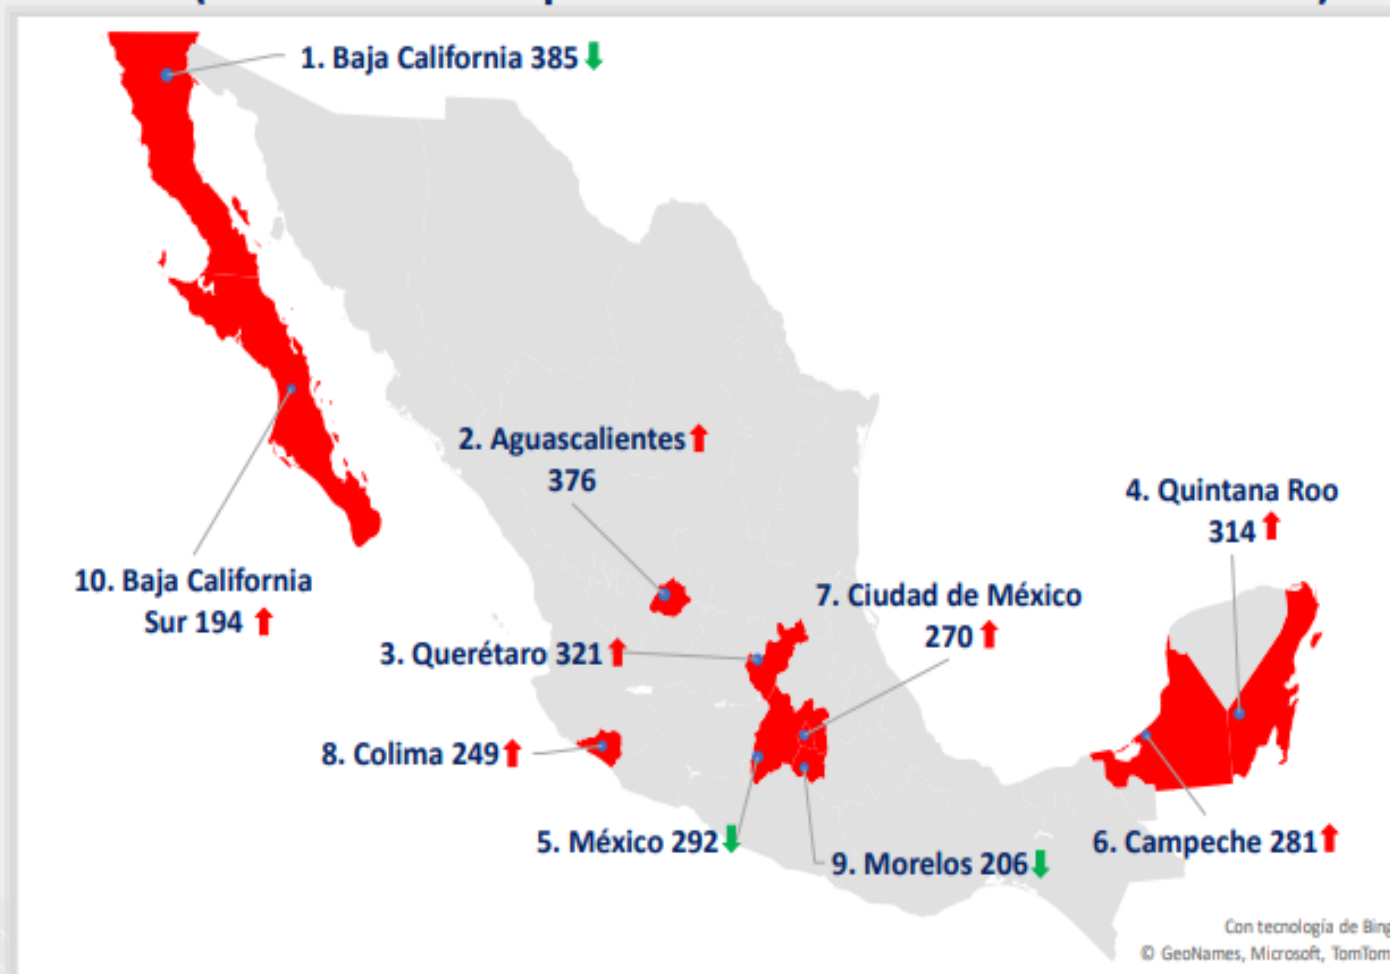 1. Baja California 385
2. Aguascalientes
376
4. Quintana Roo
314
10. Baja California
Sur 194
7. Ciudad de México
270
3. Querétaro 321
8. Colima 249
5. México 292
9. Morelos 206
6. Campeche 281
Con tecnología de Bing
© GeoNames, Microsoft, TomTom